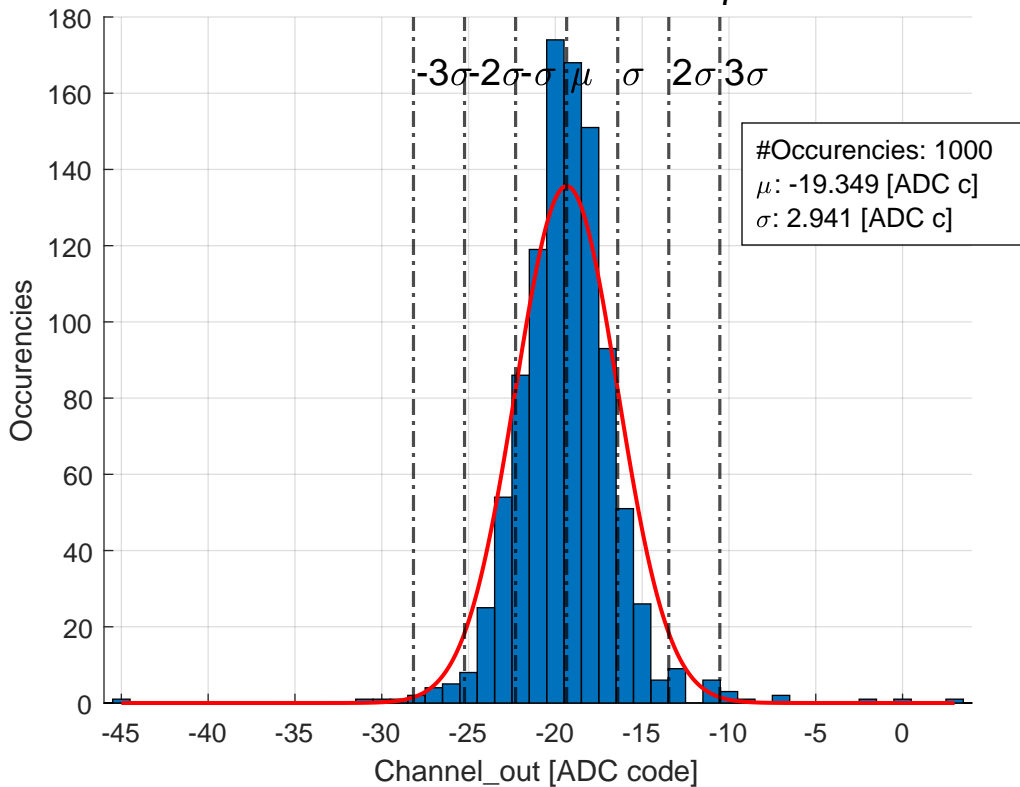 180
160
140
120
100
80
60
40
20
0
Occurencies
-3σ -2σ -σ μ σ 2σ 3σ
#Occurencies: 1000
μ: -19.349 [ADC c]
σ: 2.941 [ADC c]
-45 -40 -35 -30 -25 -20 -15 -10 -5 0
Channel_out [ADC code]